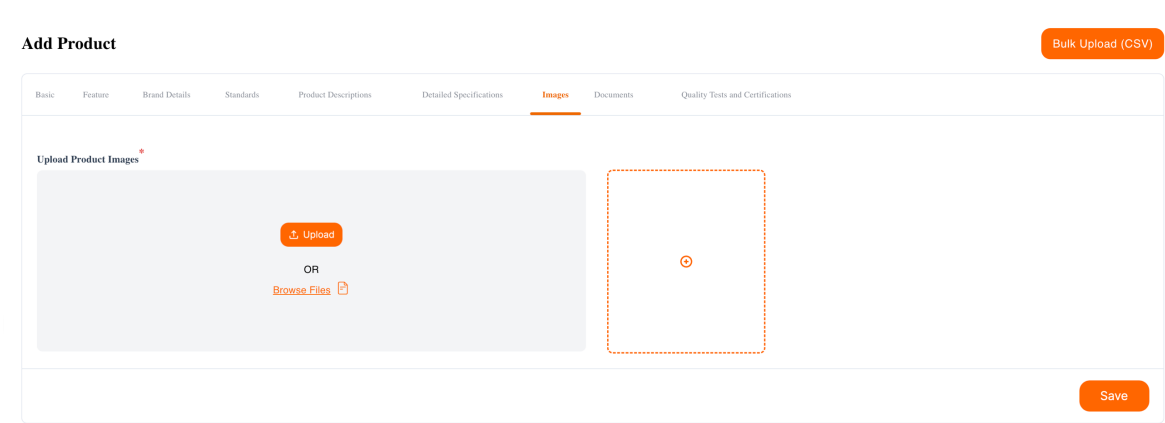 Add Product
Bulk Upload (CSV)
Basic Feature Brand Details Standards Product Descriptions Detailed Specifications Images Documents Quality Tests and Certifications
Upload Product Images*
Upload
OR
Browse Files
Save